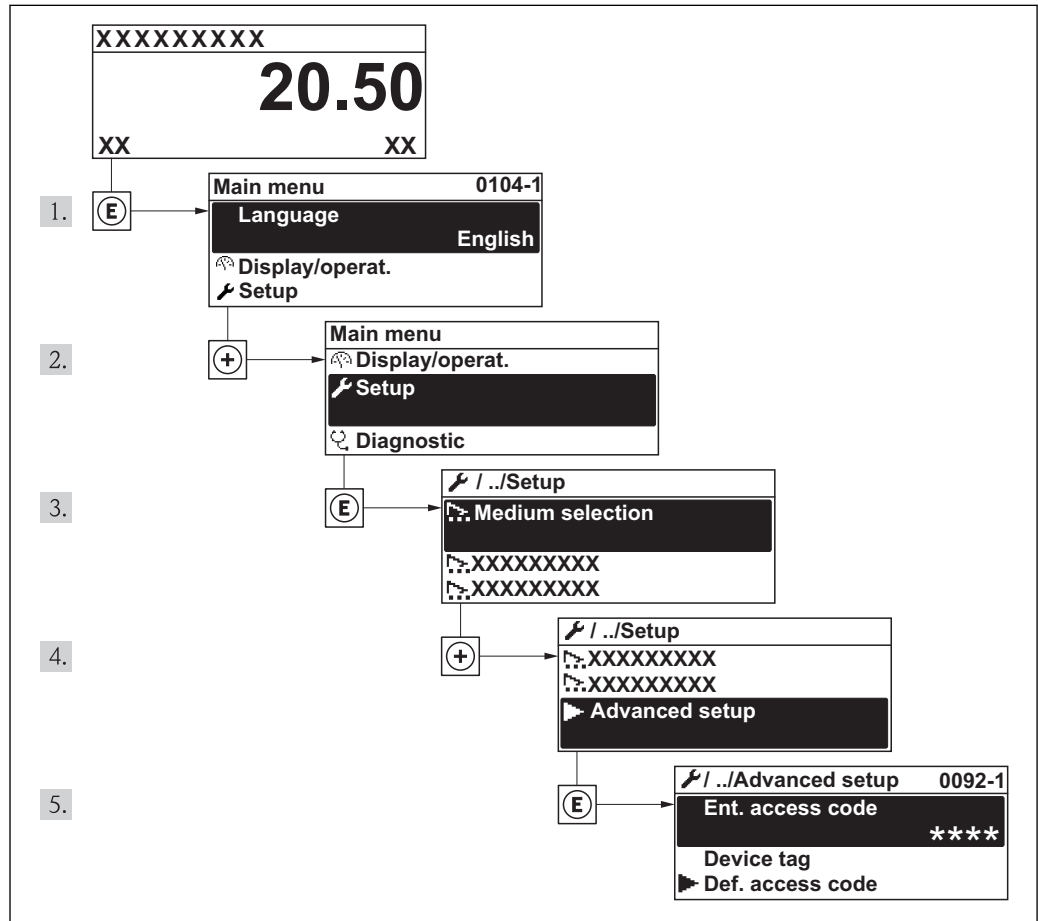 XXXXXXXXX
20.50
XX XX
1.
E
Main menu 0104-1
Language
English
Display/operat.
Setup
2.
+
Main menu
Display/operat.
Setup
Diagnostic
3.
E
/ ../Setup
Medium selection
XXXXXXXXX
XXXXXXXXX
4.
+
/ ../Setup
XXXXXXXXX
XXXXXXXXX
Advanced setup
5.
E
/ ../Advanced setup 0092-1
Ent. access code
****
Device tag
Def. access code